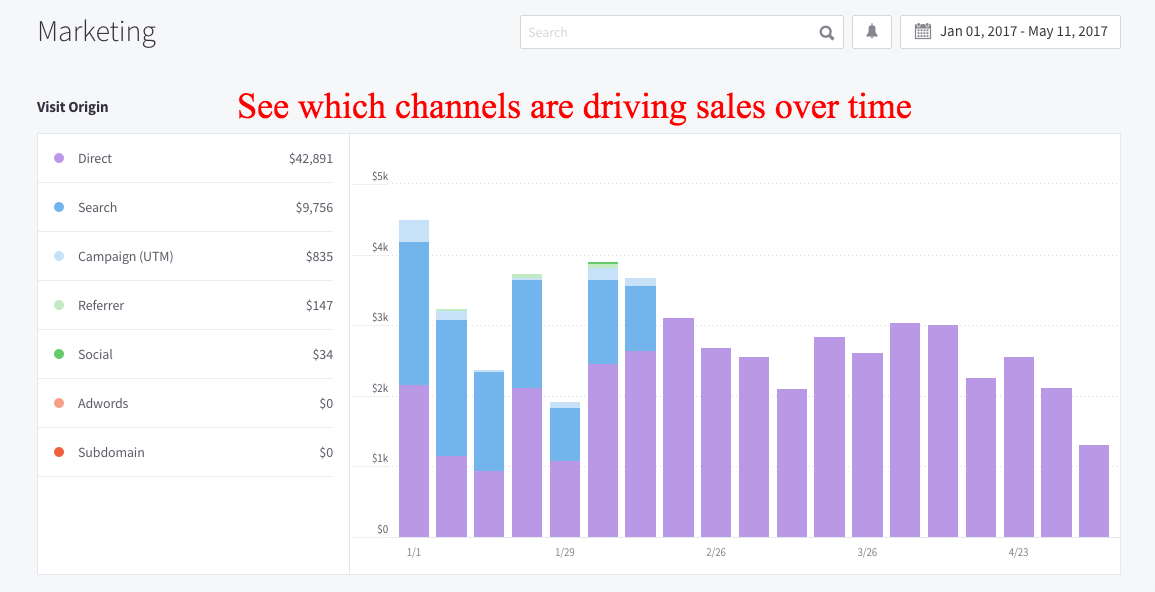 Marketing
Search
Jan 01, 2017 - May 11, 2017
Visit Origin
See which channels are driving sales over time
Direct $42,891
Search $9,756
Campaign (UTM) $835
Referrer $147
Social $34
Adwords $0
Subdomain $0
$5k
$4k
$3k
$2k
$1k
$0
1/1 1/29 2/26 3/26 4/23